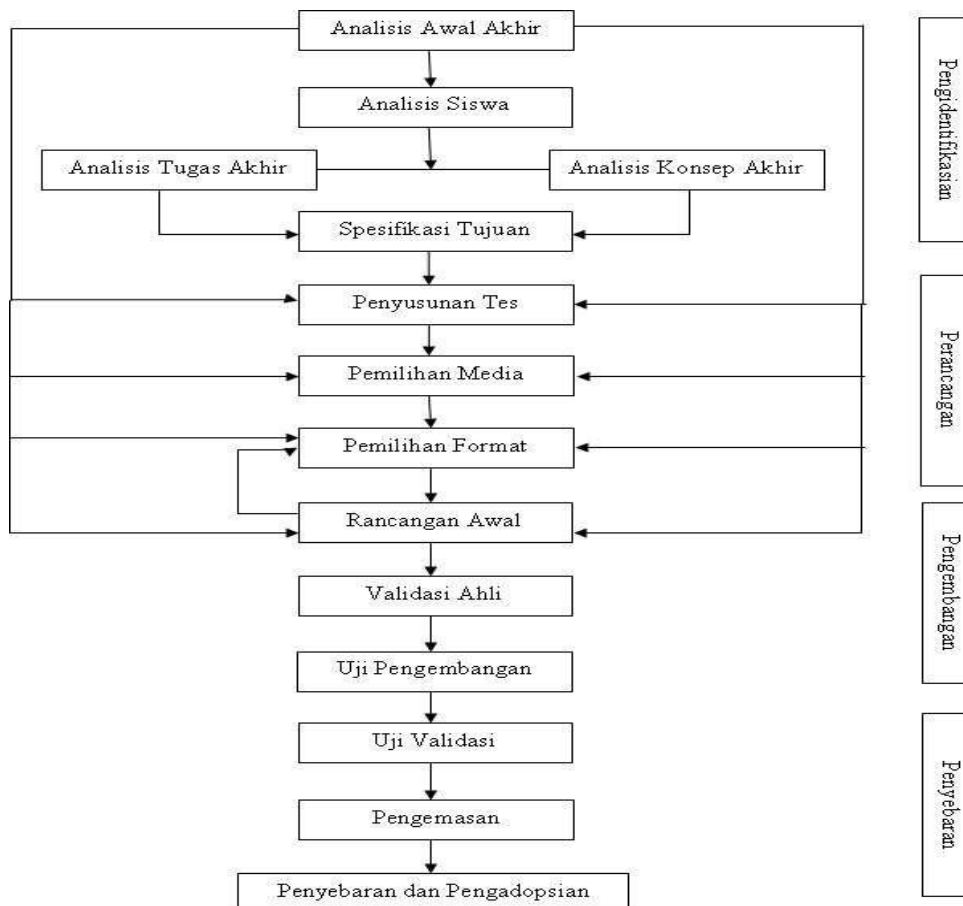 Analisis Awal Akhir
Analisis Siswa
Analisis Tugas Akhir
Analisis Konsep Akhir
Spesifikasi Tujuan
Penyusunan Tes
Pemilihan Media
Pemilihan Format
Rancangan Awal
Validasi Ahli
Uji Pengembangan
Uji Validasi
Pengemasan
Penyebaran dan Pengadopsian
Pengidentifikasian
Perancangan
Pengembangan
Penyebaran